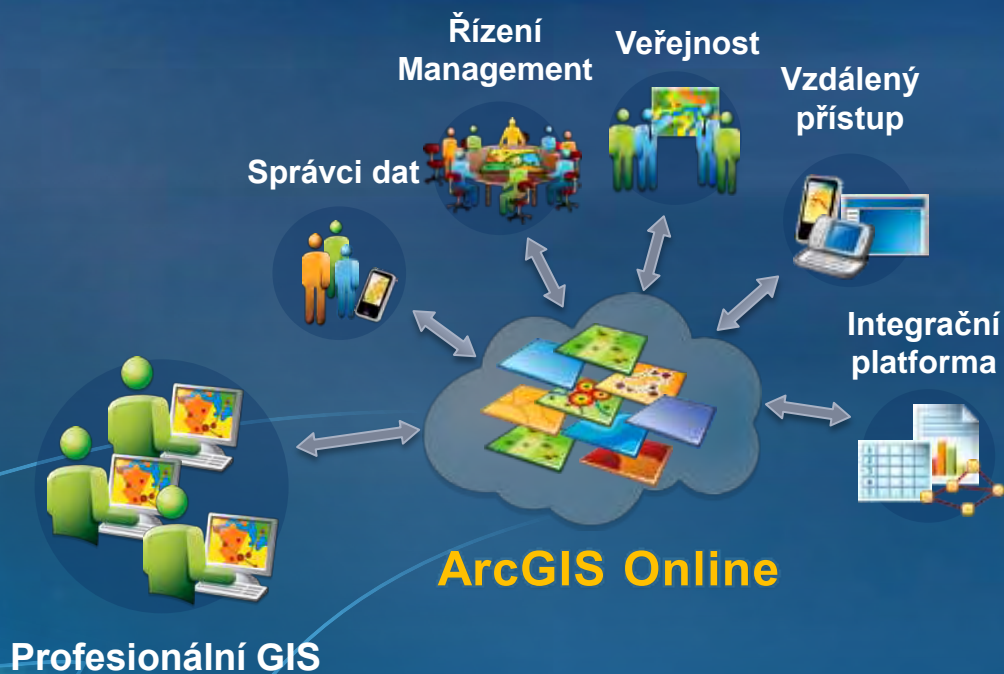 Řízení
Management
Veřejnost
Vzdálený
přístup
Správci dat
Integrační
platforma
ArcGIS Online
Profesionální GIS